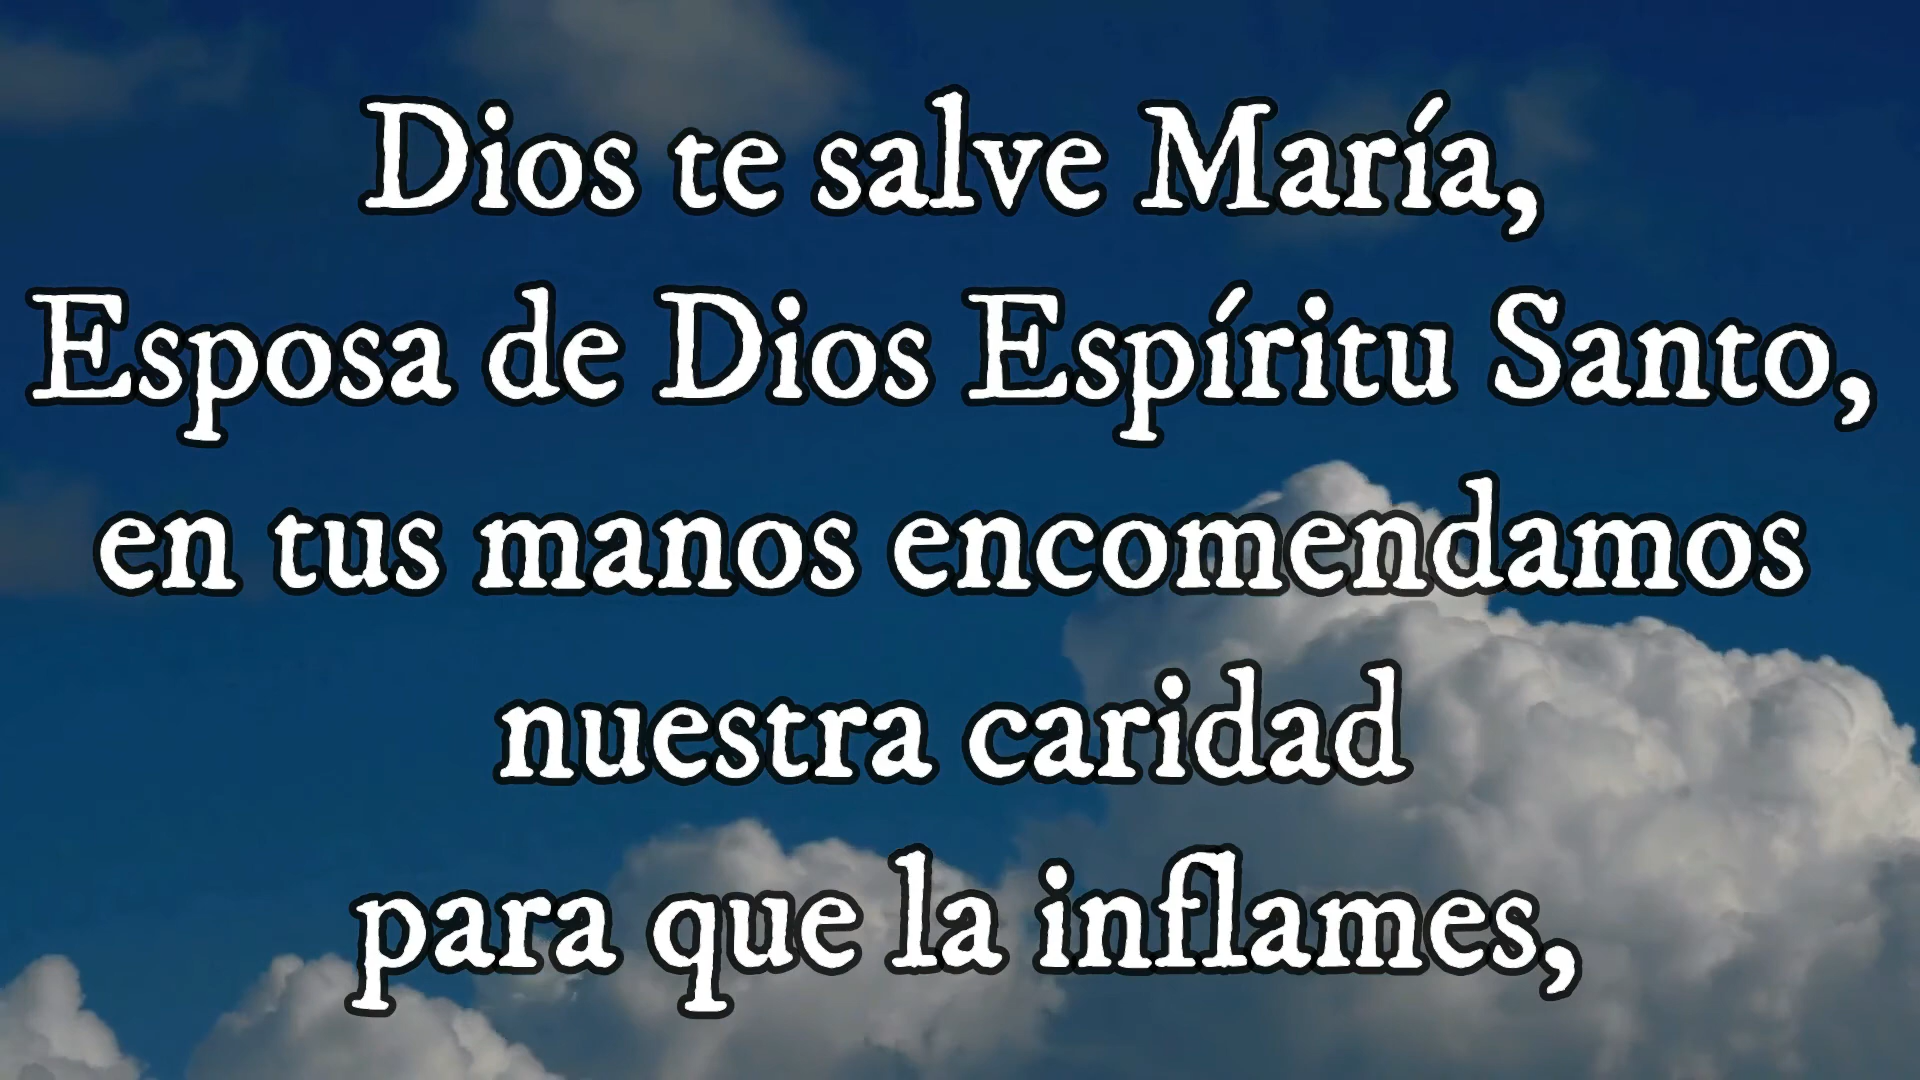 Dios te salve María,
Esposa de Dios Espíritu Santo,
en tus manos encomendamos
nuestra caridad
para que la inflames,